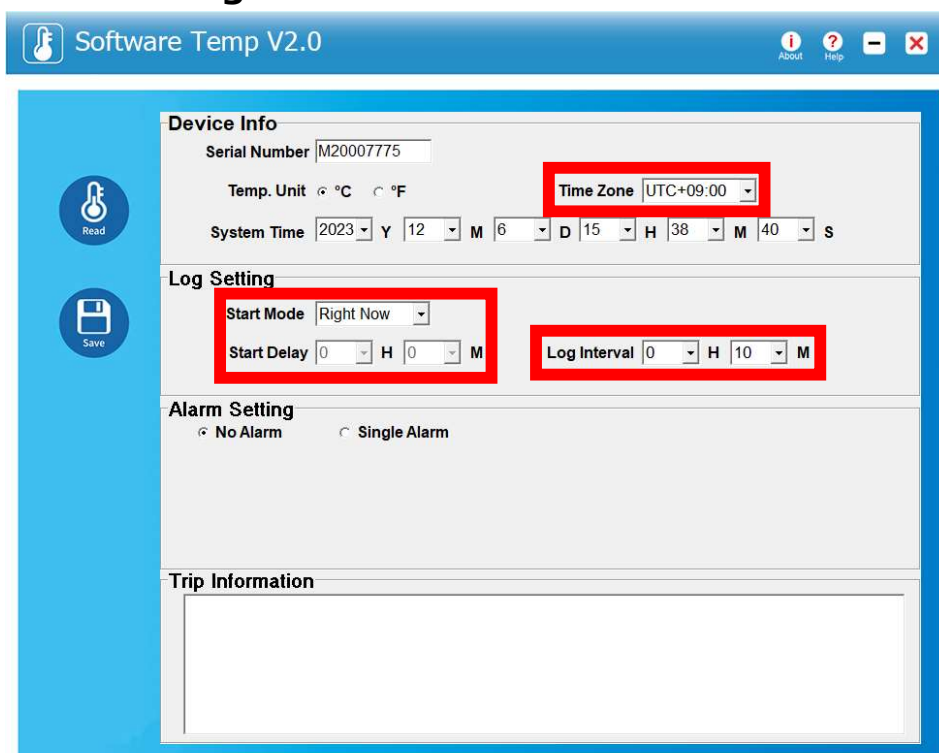 Software Temp V2.0
About
Help
Device Info
Serial Number M20007775
Temp. Unit °C °F Time Zone UTC+09:00
System Time 2023 Y 12 M 6 D 15 H 38 M 40 S
Read
Log Setting
Start Mode Right Now
Start Delay 0 H 0 M Log Interval 0 H 10 M
Save
Alarm Setting
No Alarm Single Alarm
Trip Information